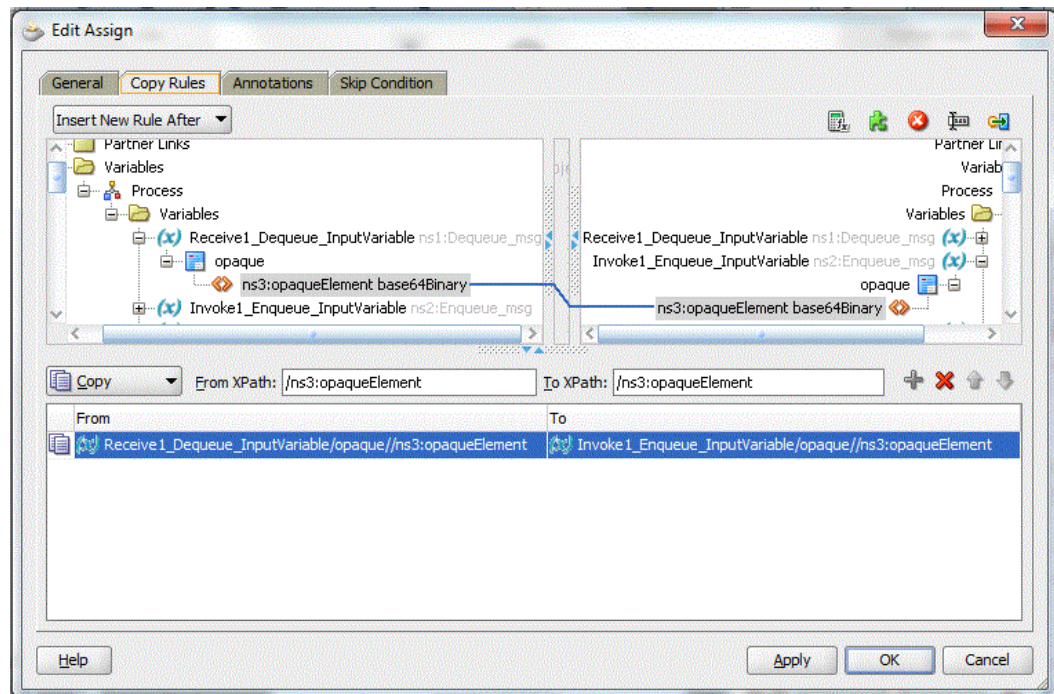 Edit Assign
General Copy Rules Annotations Skip Condition
Insert New Rule After
Partner Links
Variables
Process
Variables
Receive1_Dequeue_InputVariable ns1:Dequeue_msg
opaque
ns3:opaqueElement base64Binary
Invoke1_Enqueue_InputVariable ns2:Enqueue_msg
Partner Lin
Variab
Process
Variables
Receive1_Dequeue_InputVariable ns1:Dequeue_msg
Invoke1_Enqueue_InputVariable ns2:Enqueue_msg
opaque
ns3:opaqueElement base64Binary
Copy From XPath: /ns3:opaqueElement To XPath: /ns3:opaqueElement
From To
Receive1_Dequeue_InputVariable/opaque//ns3:opaqueElement Invoke1_Enqueue_InputVariable/opaque//ns3:opaqueElement
Help Apply OK Cancel